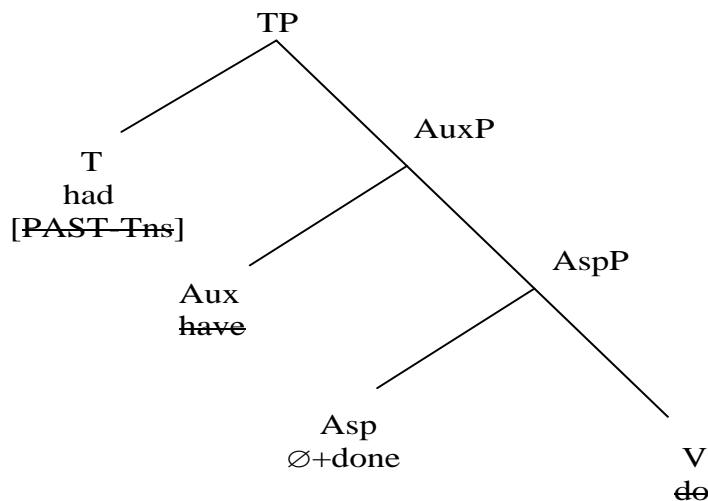 TP
AuxP
T
had
[PAST-Tns]
AspP
Aux
have
Asp
∅+done
V
do